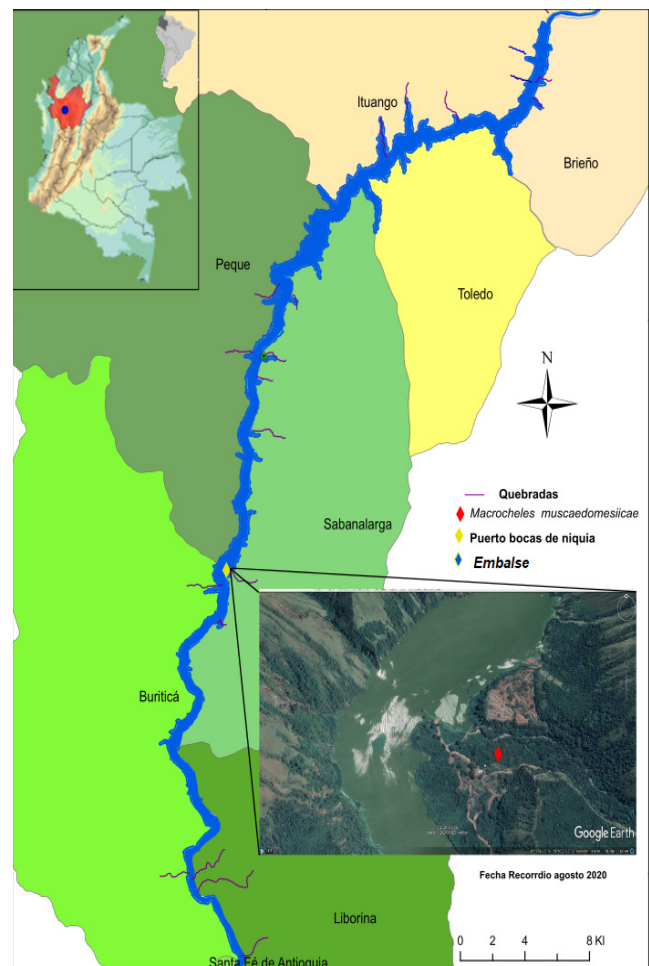 Ituango
Brieño
Peque
Toledo
N
Quebradas
Macrocheles muscaedomesiicae
Puerto bocas de niquia
Embalse
Sabanalarga
Buriticá
Google Earth
Fecha Recorrdio agosto 2020
Liborina
Santa Fé de Antioquia
0 2 4 8 Kl